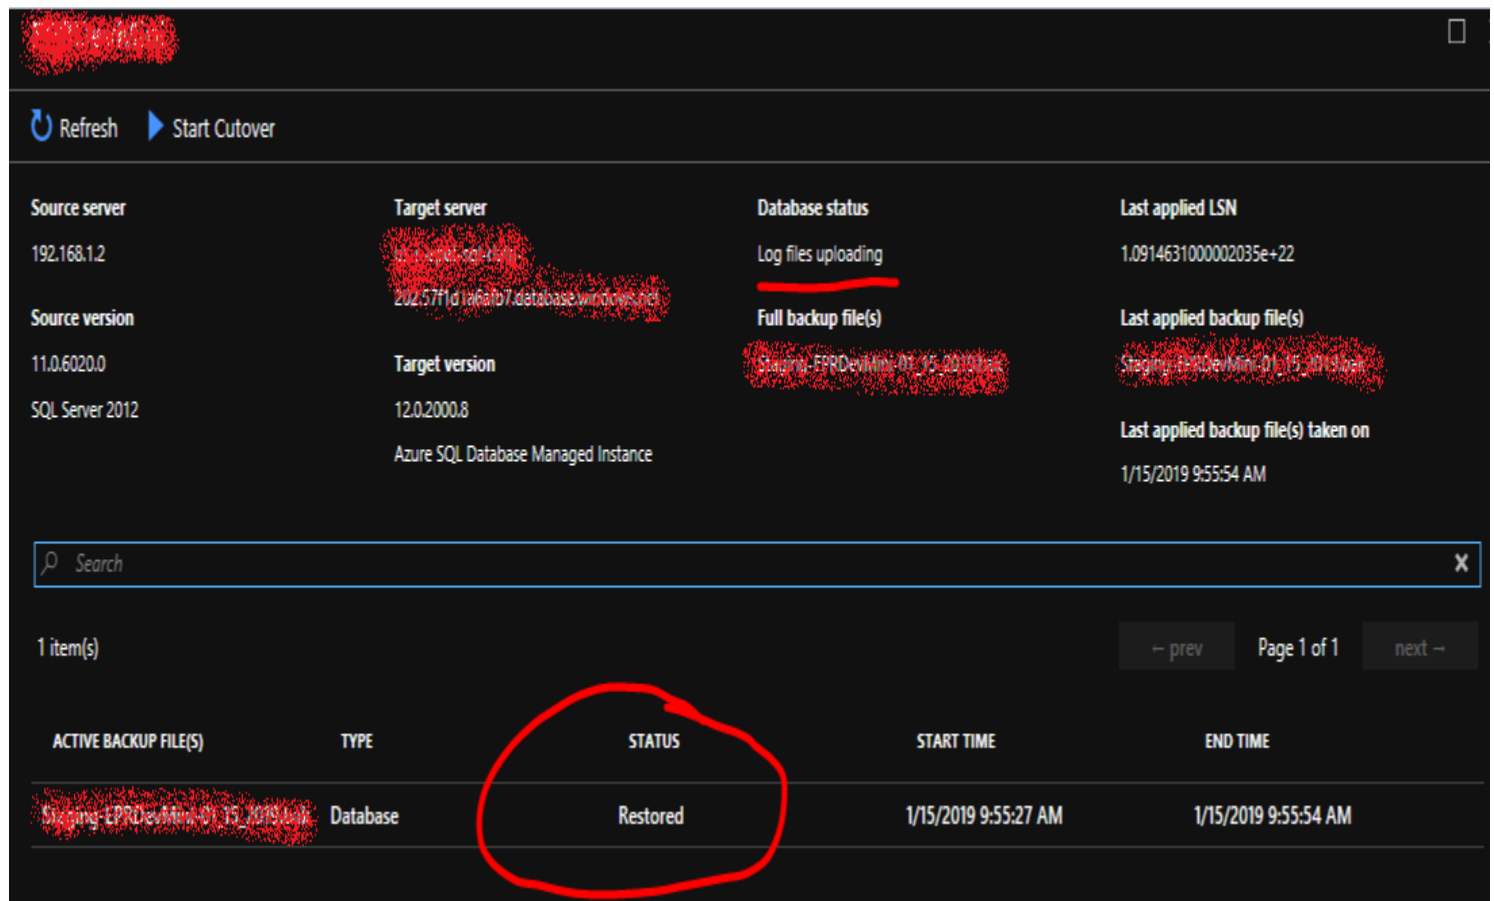 Refresh Start Cutover
Source server Target server Database status Last applied LSN
192.168.1.2 Log files uploading 1.0914631000002035e+22
Source version Full backup file(s) Last applied backup file(s)
11.0.6020.0 Target version
SQL Server 2012 12.0.2000.8
Last applied backup file(s) taken on
Azure SQL Database Managed Instance
1/15/2019 9:55:54 AM
Search
1 item(s) ← prev Page 1 of 1 next →
ACTIVE BACKUP FILE(S) TYPE STATUS START TIME END TIME
Database Restored 1/15/2019 9:55:27 AM 1/15/2019 9:55:54 AM